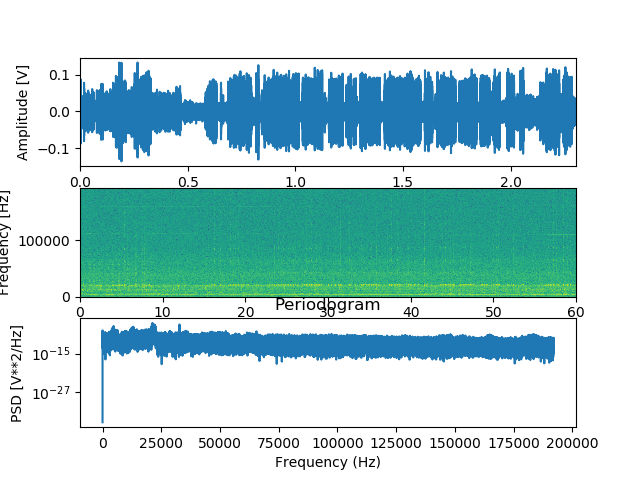 Amplitude [V]
0.1
0.0
−0.1
0.0 0.5 1.0 1.5 2.0
Frequency [Hz]
100000
0
0 10 20 30 40 50 60
Periodogram
PSD [V**2/Hz]
10^{-15}
10^{-27}
0 25000 50000 75000 100000 125000 150000 175000 200000
Frequency (Hz)